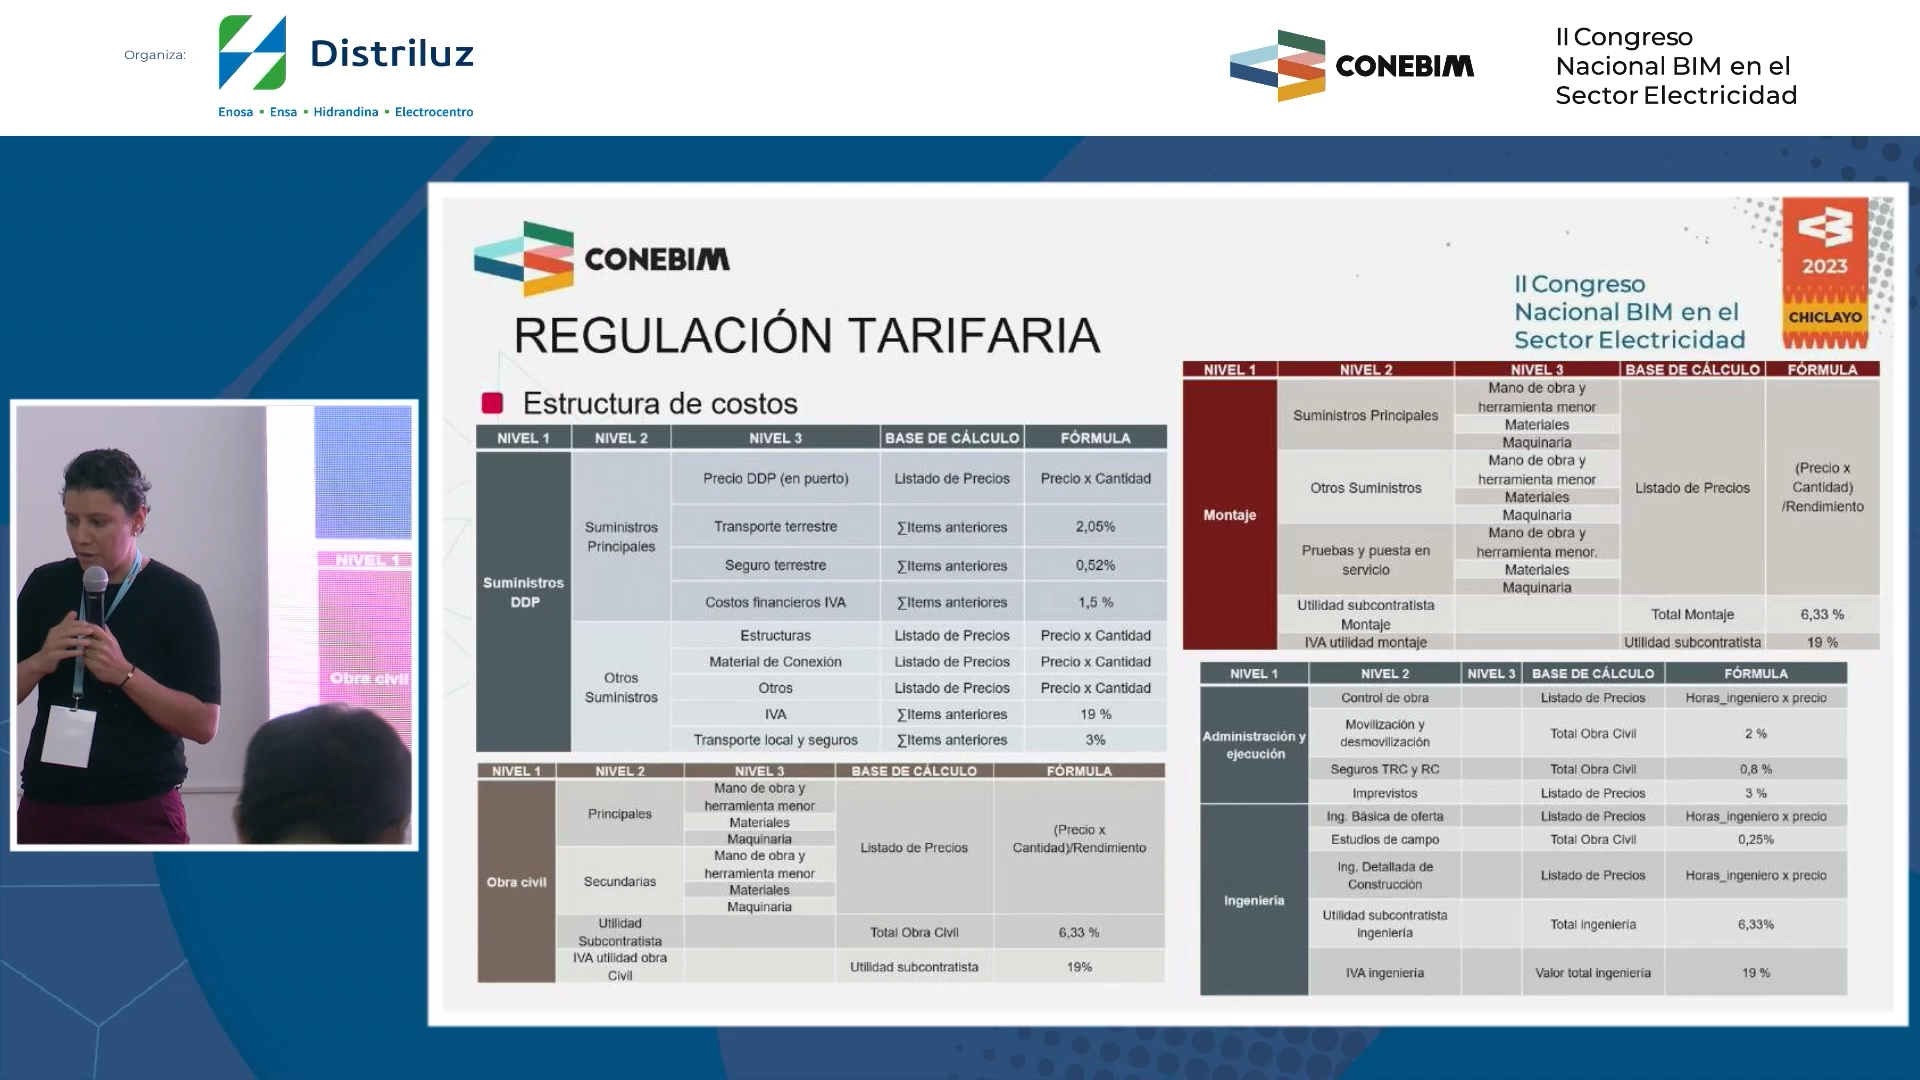 Organiza:
Distriluz
Enosa ▪ Ensa ▪ Hidrandina ▪ Electrocentro
CONEBIM
II Congreso
Nacional BIM en el
Sector Electricidad
NIVEL 1
Obra civil
CONEBIM
REGULACIÓN TARIFARIA
II Congreso
Nacional BIM en el
Sector Electricidad
2023
CHICLAYO
Estructura de costos
NIVEL 1 NIVEL 2 NIVEL 3 BASE DE CÁLCULO FÓRMULA
Suministros DDP
Suministros Principales
Precio DDP (en puerto) Listado de Precios Precio x Cantidad
Transporte terrestre ∑Items anteriores 2,05%
Seguro terrestre ∑Items anteriores 0,52%
Costos financieros IVA ∑Items anteriores 1,5 %
Otros Suministros
Estructuras Listado de Precios Precio x Cantidad
Material de Conexión Listado de Precios Precio x Cantidad
Otros Listado de Precios Precio x Cantidad
IVA ∑Items anteriores 19 %
Transporte local y seguros ∑Items anteriores 3%
NIVEL 1 NIVEL 2 NIVEL 3 BASE DE CÁLCULO FÓRMULA
Obra civil
Principales
Mano de obra y
herramienta menor
Materiales
Maquinaria
Secundarias
Mano de obra y
herramienta menor
Materiales
Maquinaria
Listado de Precios
(Precio x
Cantidad)/Rendimiento
Utilidad
Subcontratista
Total Obra Civil 6,33 %
IVA utilidad obra
Civil
Utilidad subcontratista 19%
NIVEL 1 NIVEL 2 NIVEL 3 BASE DE CÁLCULO FÓRMULA
Montaje
Suministros Principales
Mano de obra y
herramienta menor
Materiales
Maquinaria
Otros Suministros
Mano de obra y
herramienta menor
Materiales
Maquinaria
Pruebas y puesta en
servicio
Mano de obra y
herramienta menor.
Materiales
Maquinaria
Listado de Precios
(Precio x
Cantidad)
/Rendimiento
Utilidad subcontratista
Montaje
Total Montaje 6,33 %
IVA utilidad montaje Utilidad subcontratista 19 %
NIVEL 1 NIVEL 2 NIVEL 3 BASE DE CÁLCULO FÓRMULA
Administración y
ejecución
Control de obra Listado de Precios Horas_ingeniero x precio
Movilización y
desmovilización
Total Obra Civil 2 %
Seguros TRC y RC Total Obra Civil 0,8 %
Imprevistos Listado de Precios 3 %
Ingeniería
Ing. Básica de oferta Listado de Precios Horas_ingeniero x precio
Estudios de campo Total Obra Civil 0,25%
Ing. Detallada de
Construcción
Listado de Precios Horas_ingeniero x precio
Utilidad subcontratista
ingeniería
Total ingeniería 6,33%
IVA ingeniería Valor total ingeniería 19 %